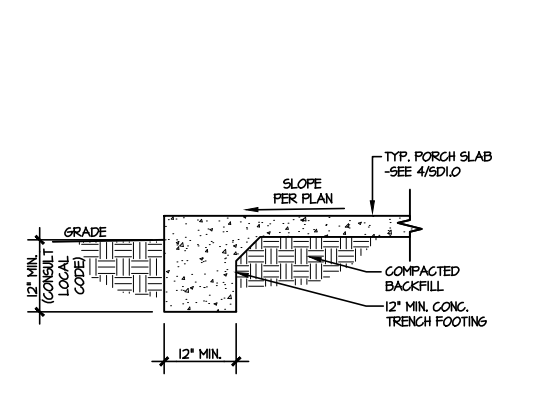 TYP. PORCH SLAB
-SEE 4/SD1.0
SLOPE
PER PLAN
GRADE
12" MIN.
(CONSULT
LOCAL
CODE)
COMPACTED
BACKFILL
12" MIN. CONC.
TRENCH FOOTING
12" MIN.